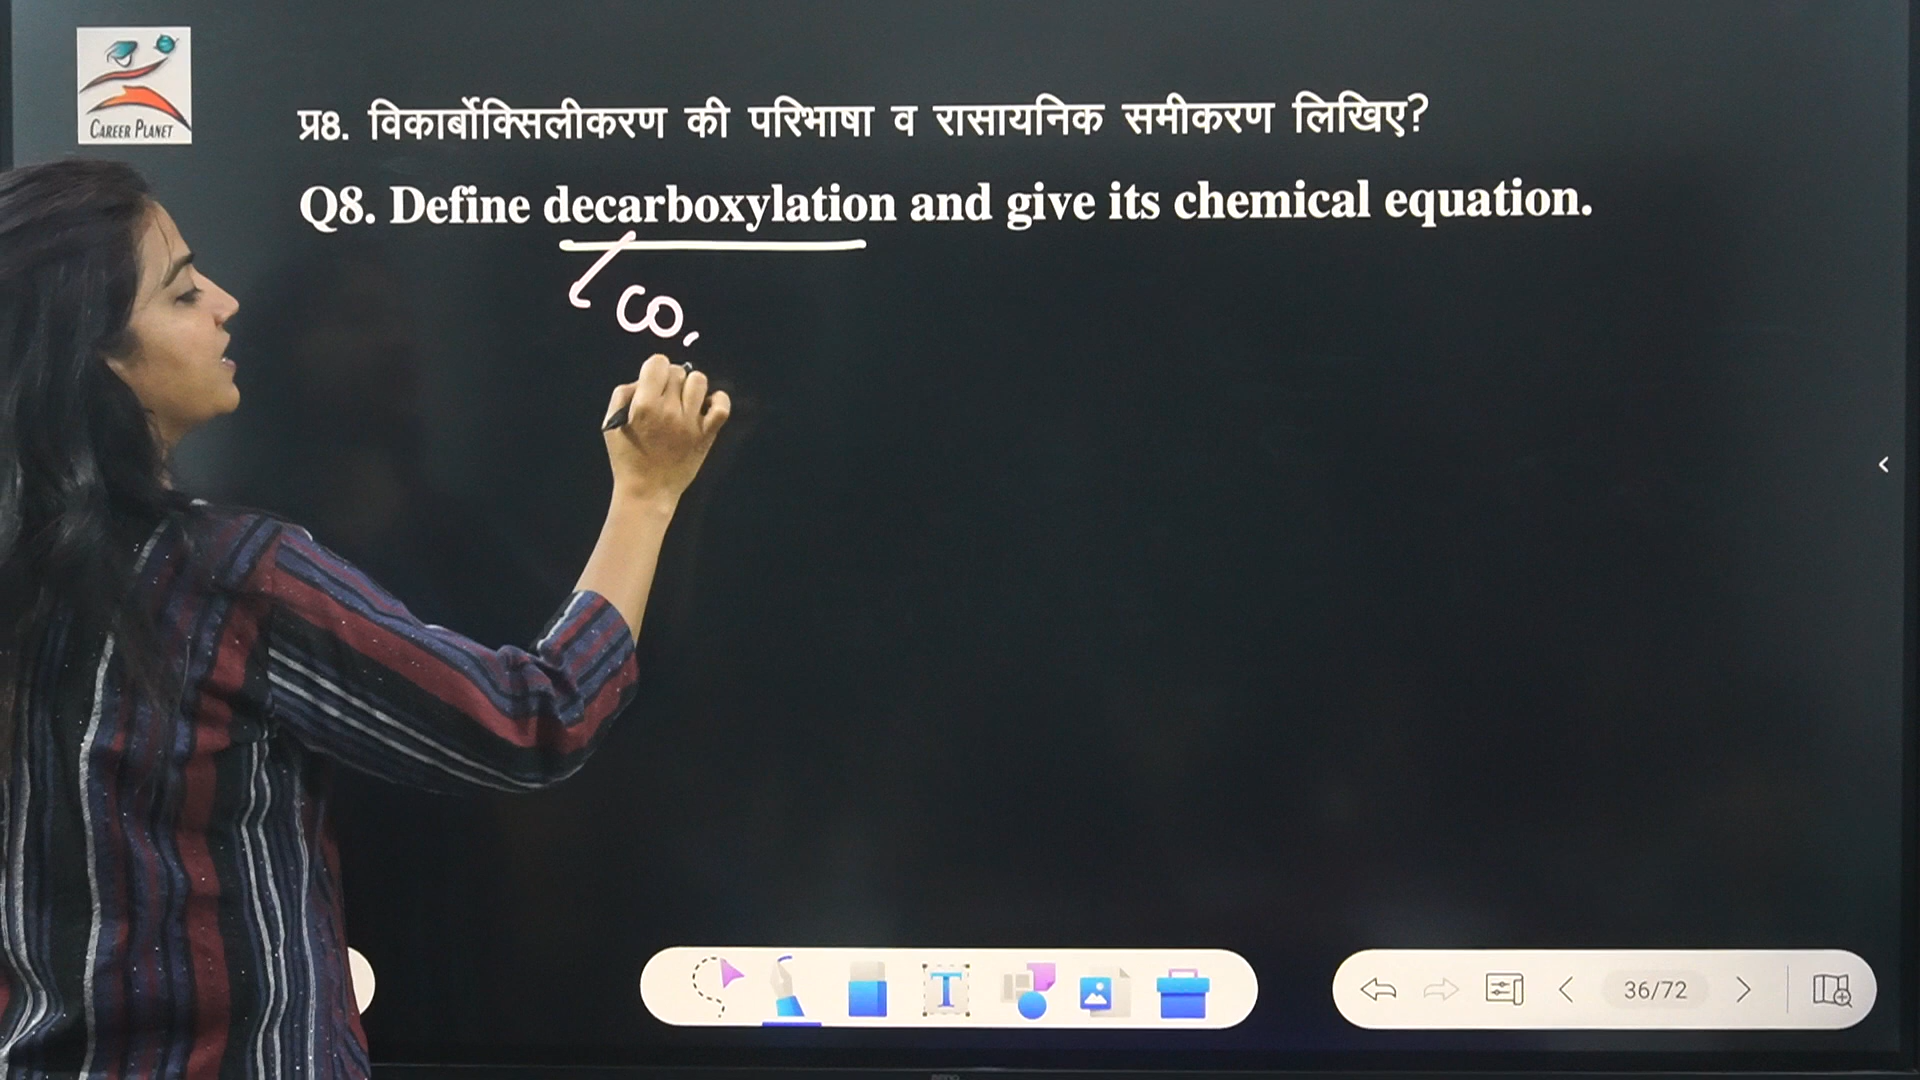 CAREER PLANET
प्र8. विकार्बोक्सिलीकरण की परिभाषा व रासायनिक समीकरण लिखिए?
Q8. Define decarboxylation and give its chemical equation.
CO
T
36/72